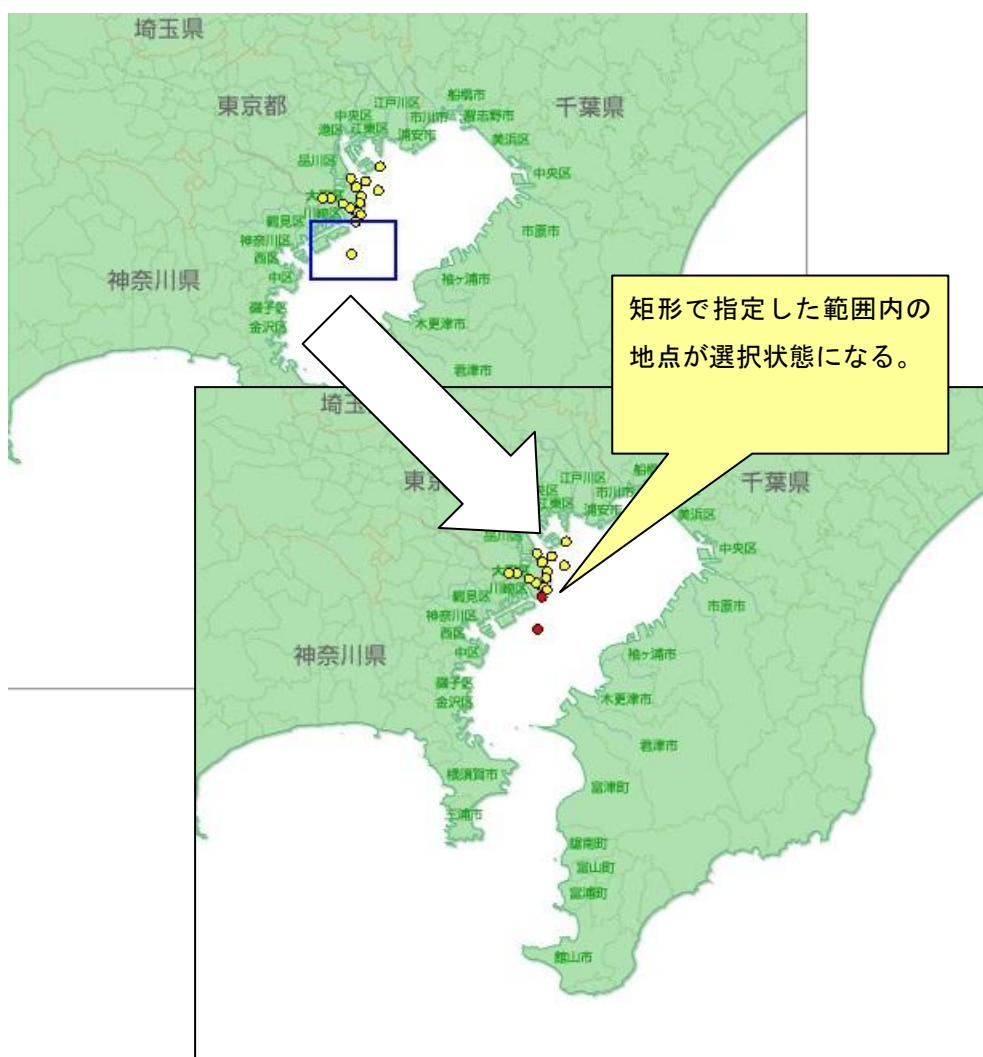 埼玉県
東京都
千葉県
江戸川区
船橋市
中央区
市川市
習志野市
港区
江東区
浦安市
美浜区
品川区
中央区
川崎区
鶴見区
神奈川区
西区
中区
市原市
神奈川県
袖ヶ浦市
磯子区
金沢区
木更津市
君津市
矩形で指定した範囲内の
地点が選択状態になる。
江戸川区
市川市
江東区
浦安市
千葉県
美浜区
品川区
中央区
川崎区
鶴見区
神奈川区
西区
中区
市原市
神奈川県
袖ヶ浦市
磯子区
金沢区
木更津市
君津市
横須賀市
富津町
三浦市
鋸南町
富山町
富浦町
館山市